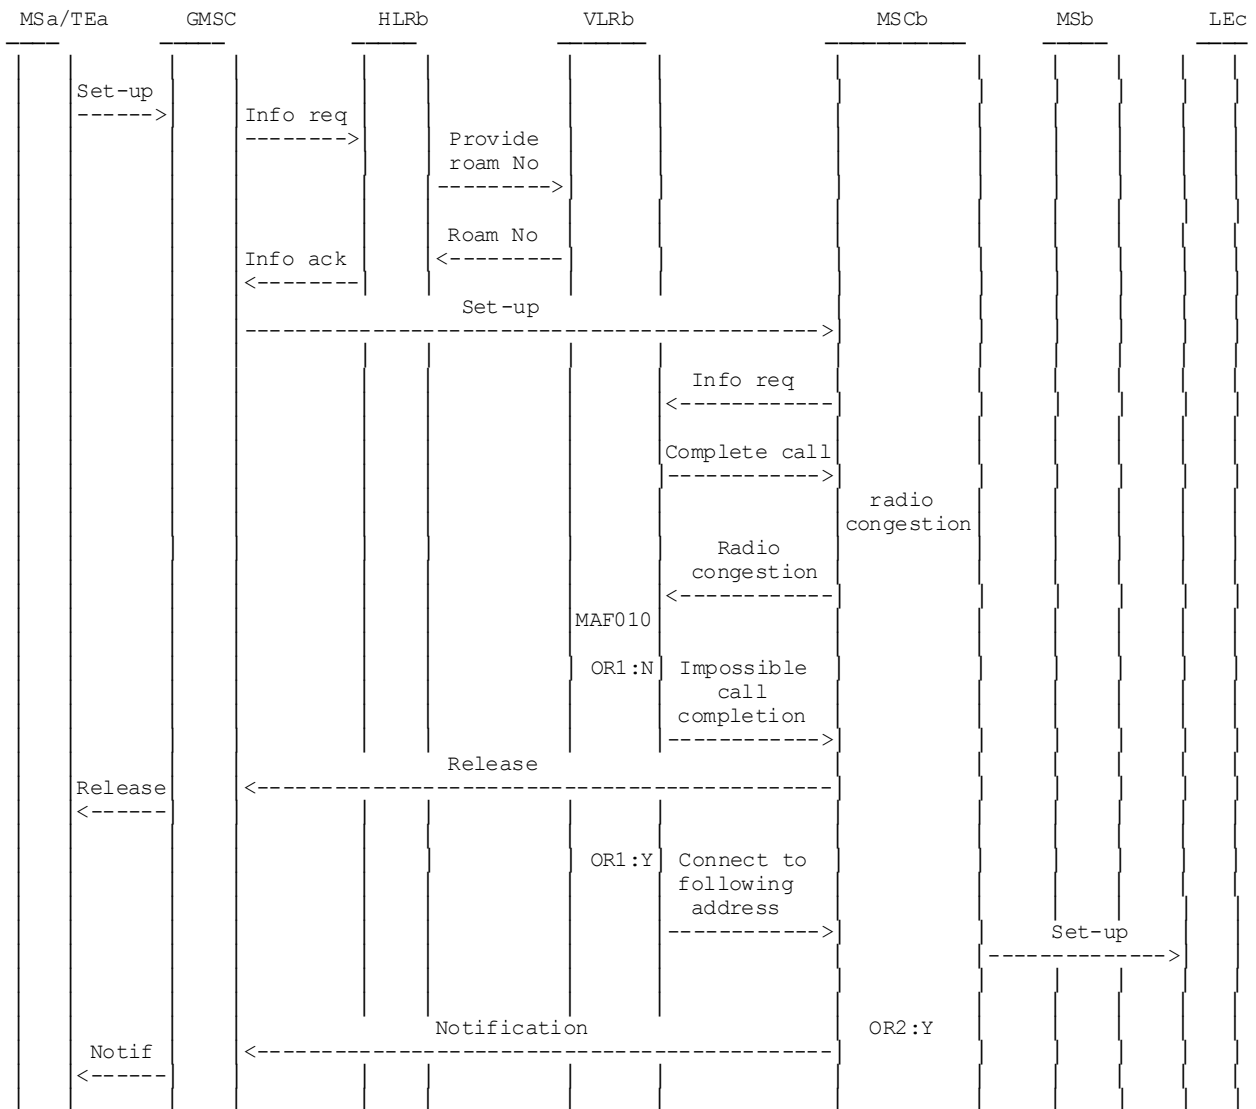 MSa/TEa GMSC HLRb VLRb MSCb MSb LEc
Set-up
Info req
Provide
roam No
Roam No
Info ack
Set-up
Info req
Complete call
radio
congestion
Radio
congestion
MAF010
OR1:N Impossible
call
completion
Release
Release
OR1:Y Connect to
following
address
Set-up
Notification OR2:Y
Notif